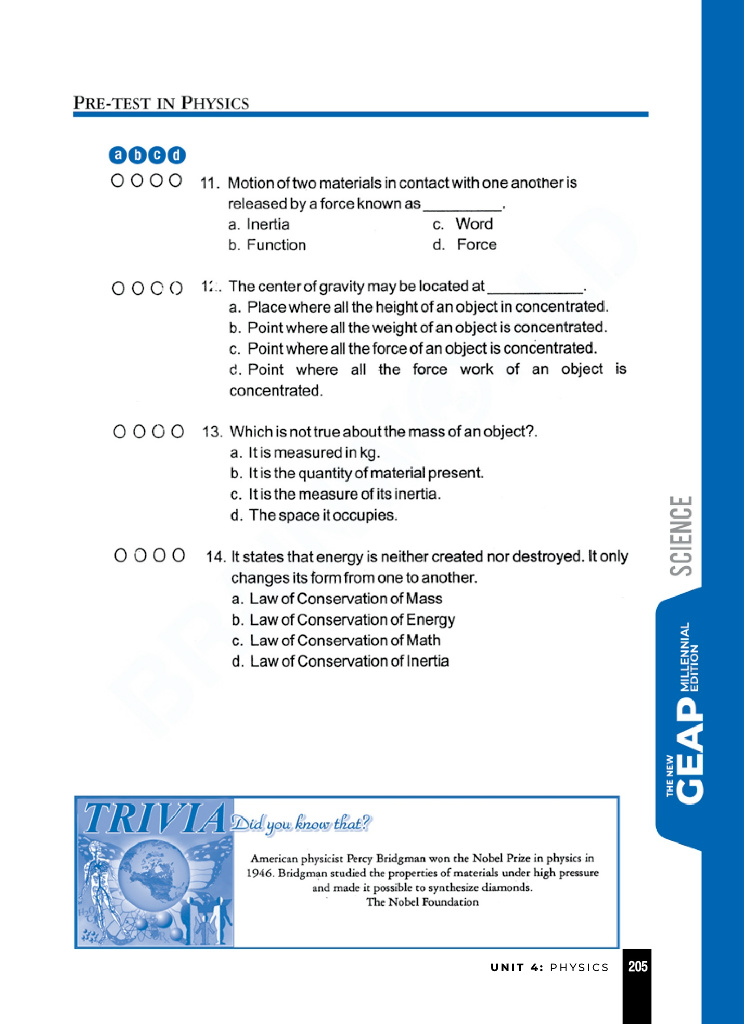 PRE-TEST IN PHYSICS
a b c d
11. Motion of two materials in contact with one another is
released by a force known as __________.
a. Inertia c. Word
b. Function d. Force
12. The center of gravity may be located at ____________.
a. Place where all the height of an object in concentrated.
b. Point where all the weight of an object is concentrated.
c. Point where all the force of an object is concentrated.
d. Point where all the force work of an object is
concentrated.
13. Which is not true about the mass of an object?.
a. It is measured in kg.
b. It is the quantity of material present.
c. It is the measure of its inertia.
d. The space it occupies.
14. It states that energy is neither created nor destroyed. It only
changes its form from one to another.
a. Law of Conservation of Mass
b. Law of Conservation of Energy
c. Law of Conservation of Math
d. Law of Conservation of Inertia
SCIENCE
THE NEW
GEAP
MILLENNIAL
EDITION
TRIVIA Did you know that?
American physicist Percy Bridgman won the Nobel Prize in physics in
1946. Bridgman studied the properties of materials under high pressure
and made it possible to synthesize diamonds.
The Nobel Foundation
UNIT 4: PHYSICS 205